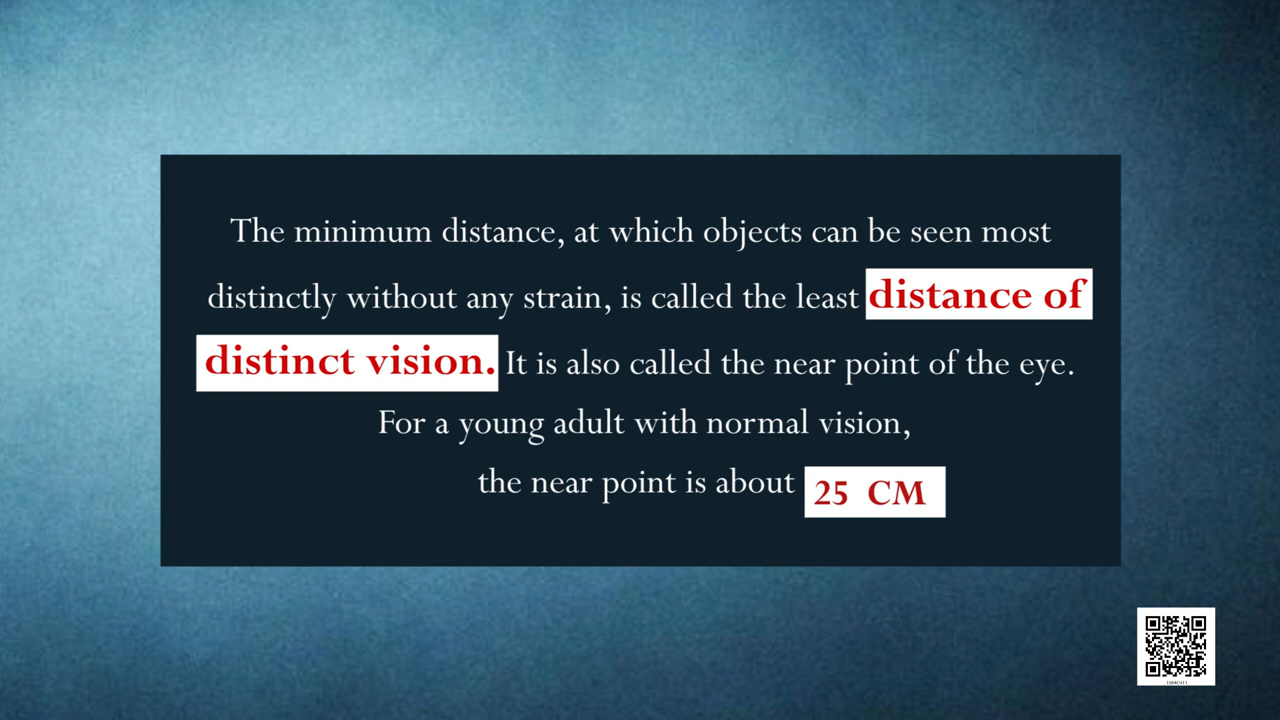 The minimum distance, at which objects can be seen most
distinctly without any strain, is called the least distance of
distinct vision. It is also called the near point of the eye.
For a young adult with normal vision,
the near point is about 25 CM